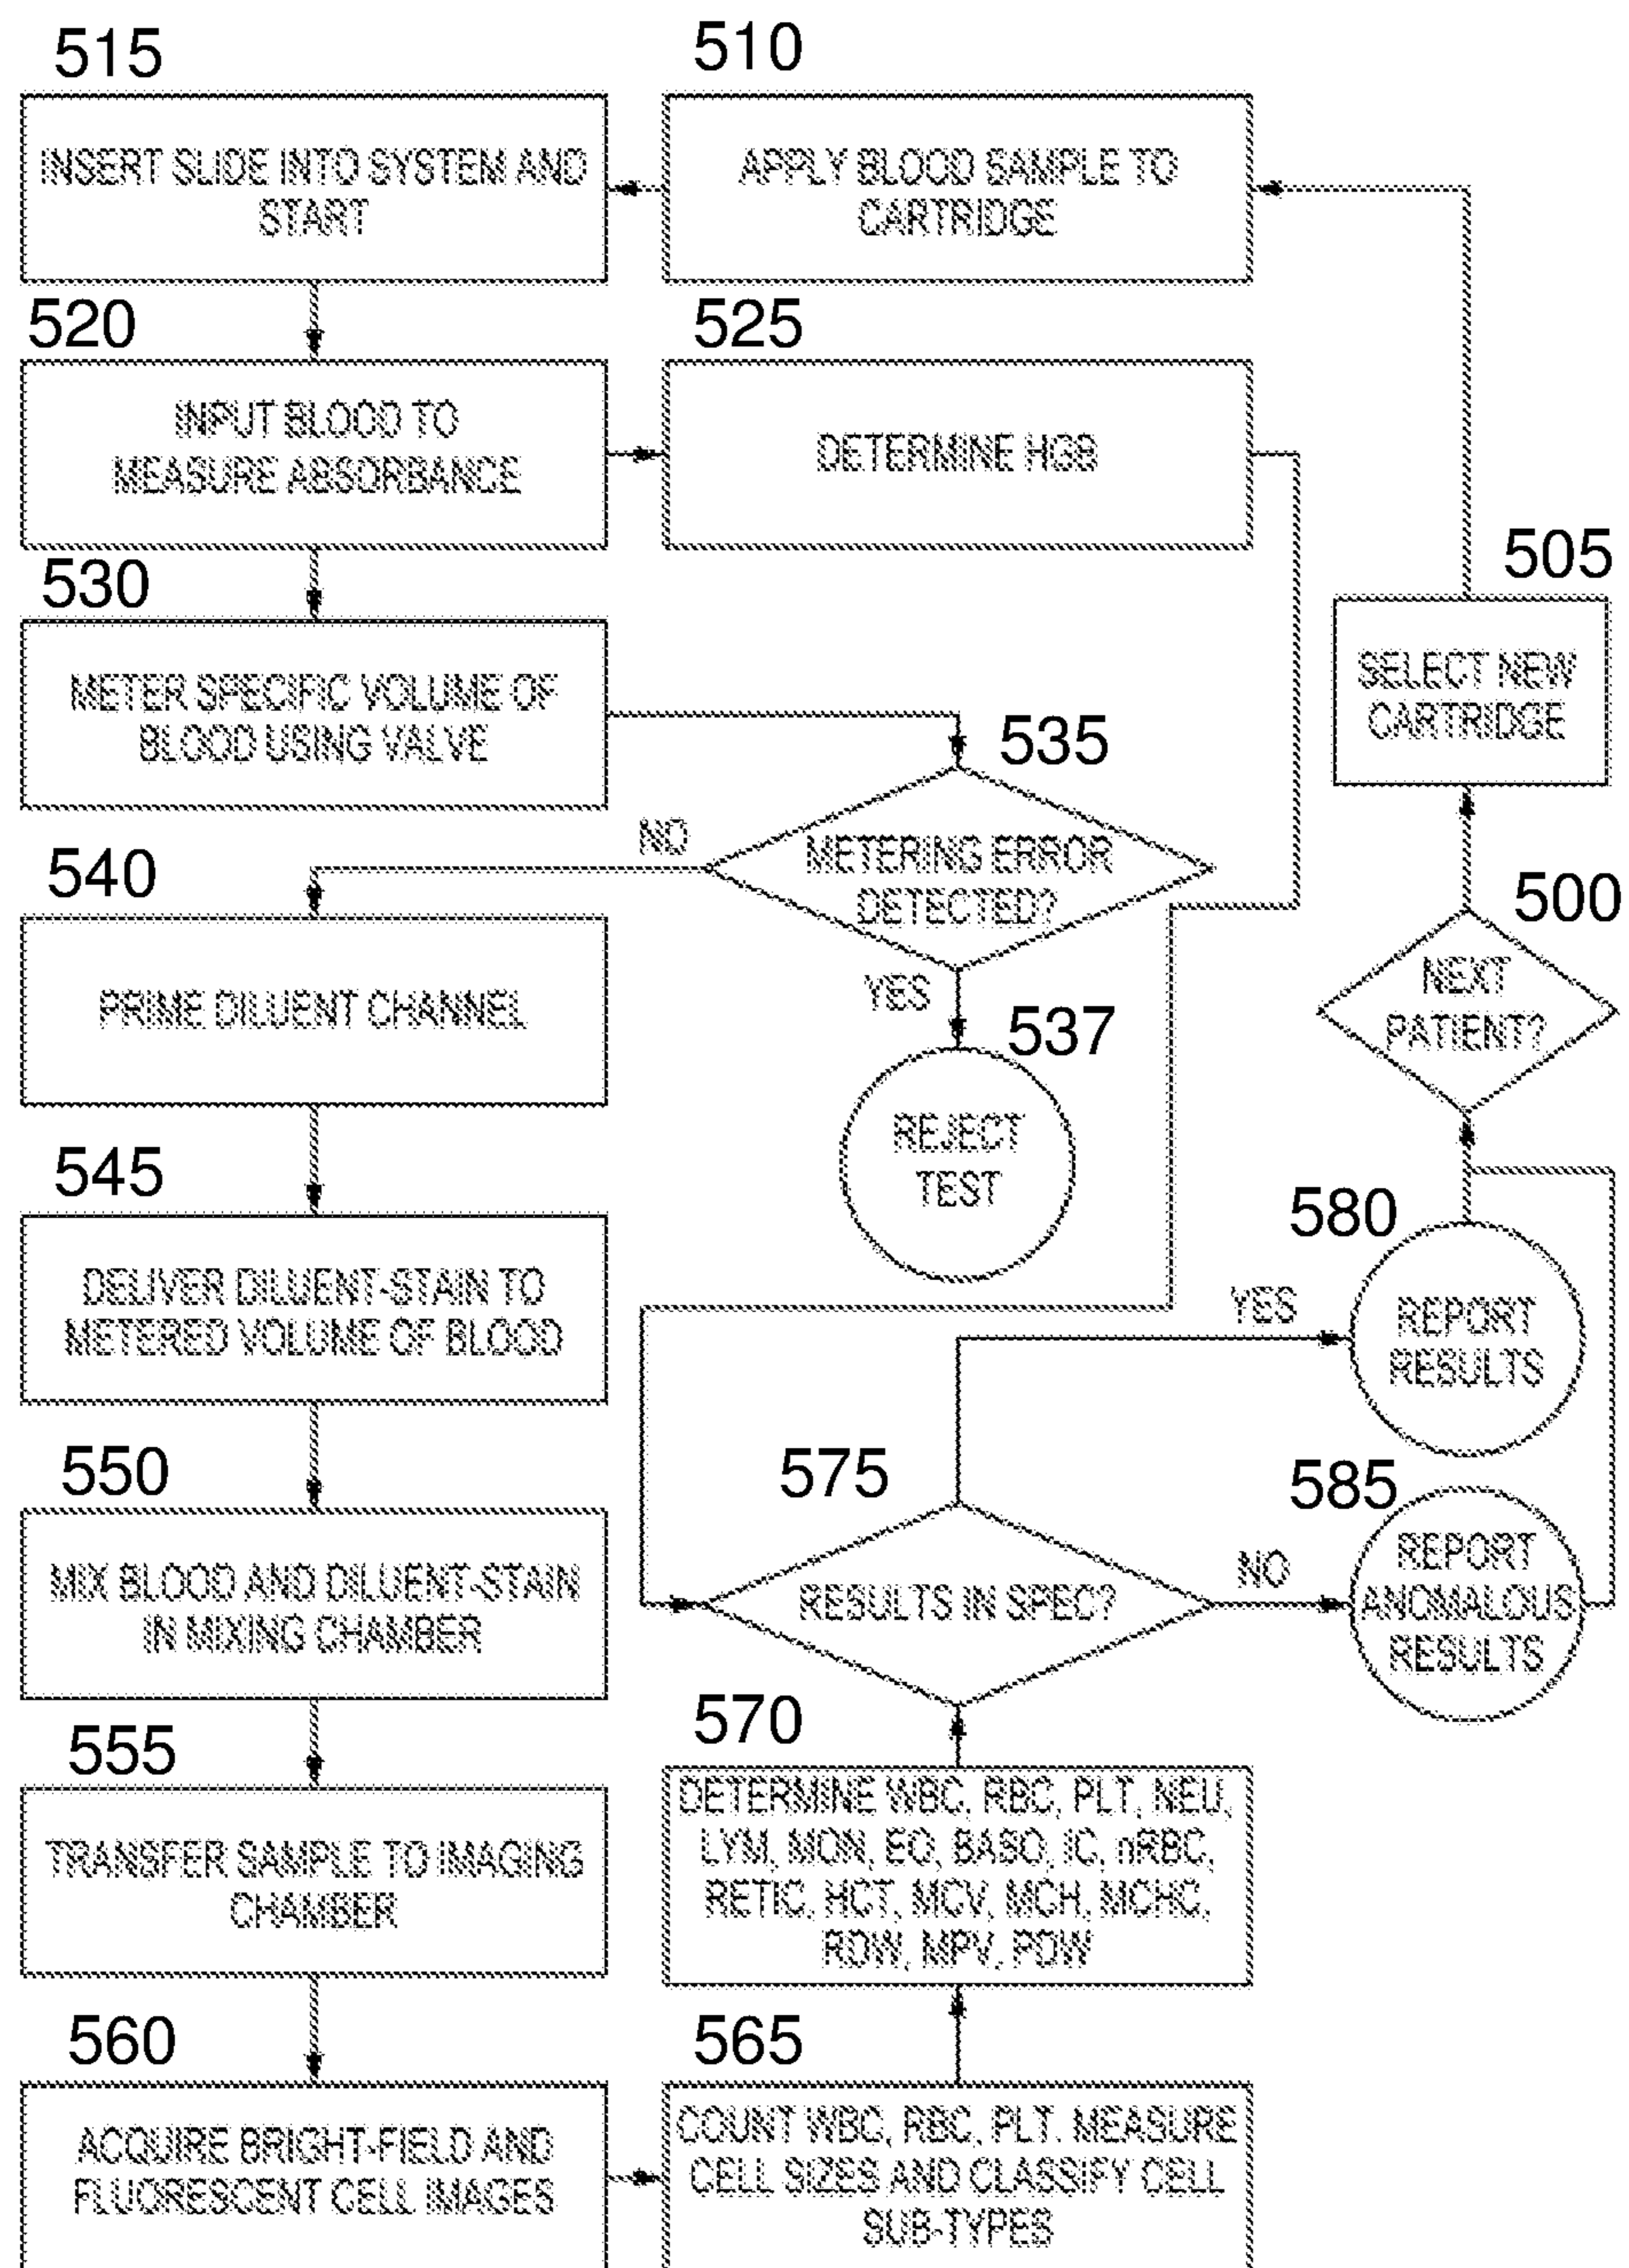 515
INSERT SLIDE INTO SYSTEM AND
START
510
APPLY BLOOD SAMPLE TO
CARTRIDGE
520
INPUT BLOOD TO
MEASURE ABSORBANCE
525
DETERMINE HGB
530
METER SPECIFIC VOLUME OF
BLOOD USING VALVE
505
SELECT NEW
CARTRIDGE
535
METERING ERROR
DETECTED?
NO
YES
540
PRIME DILUENT CHANNEL
537
REJECT
TEST
500
NEXT
PATIENT?
545
DELIVER DILUENT-STAIN TO
METERED VOLUME OF BLOOD
580
YES
REPORT
RESULTS
550
MIX BLOOD AND DILUENT-STAIN
IN MIXING CHAMBER
575
RESULTS IN SPEC?
NO
585
REPORT
ANOMALOUS
RESULTS
555
TRANSFER SAMPLE TO IMAGING
CHAMBER
570
DETERMINE WBC, RBC, PLT, NEU,
LYM, MON, EO, BASO, IC, nRBC,
RETIC, HCT, MCV, MCH, MCHC,
RDW, MPV, PDW
560
ACQUIRE BRIGHT-FIELD AND
FLUORESCENT CELL IMAGES
565
COUNT WBC, RBC, PLT. MEASURE
CELL SIZES AND CLASSIFY CELL
SUB-TYPES